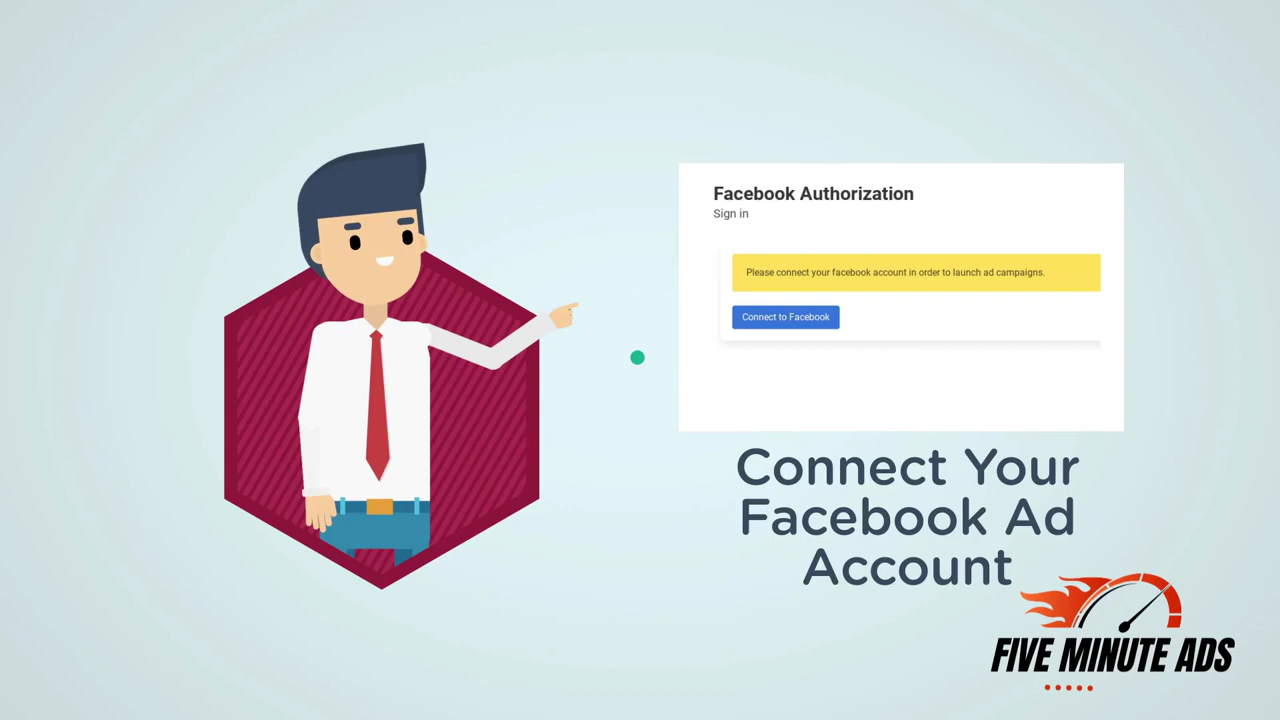 Facebook Authorization
Sign in
Please connect your facebook account in order to launch ad campaigns.
Connect to Facebook
Connect Your
Facebook Ad
Account
FIVE MINUTE ADS